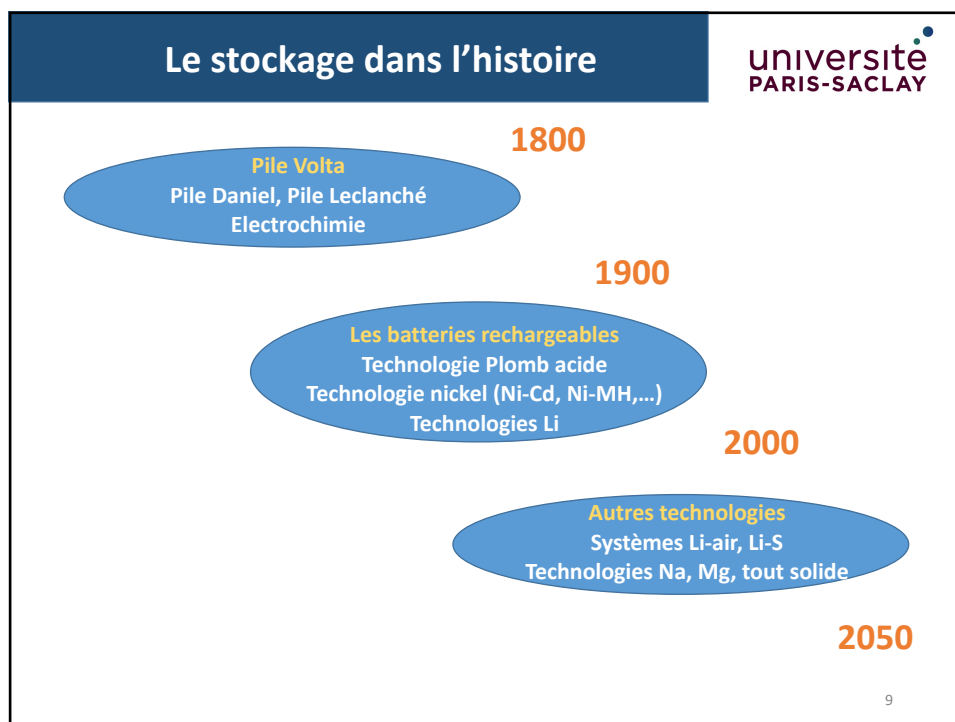 Le stockage dans l'histoire
université
PARIS-SACLAY
1800
Pile Volta
Pile Daniel, Pile Leclanché
Electrochimie
1900
Les batteries rechargeables
Technologie Plomb acide
Technologie nickel (Ni-Cd, Ni-MH,...)
Technologies Li
2000
Autres technologies
Systèmes Li-air, Li-S
Technologies Na, Mg, tout solide
2050
9